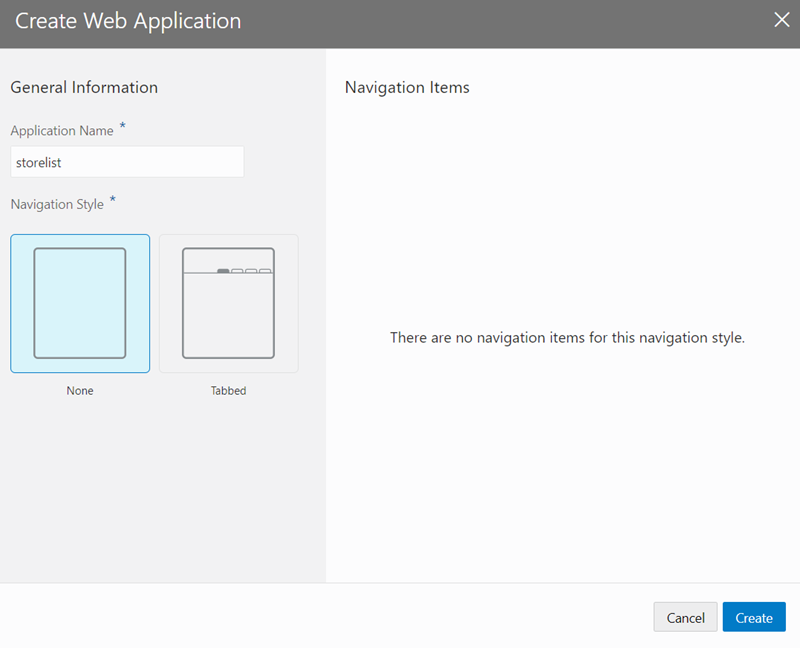 Create Web Application
General Information
Application Name *
storelist
Navigation Style *
None
Tabbed
Navigation Items
There are no navigation items for this navigation style.
Cancel
Create